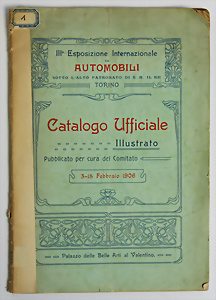 1
IIIª Esposizione Internazionale
DI
AUTOMOBILI
SOTTO L'ALTO PATRONATO DI S. M. IL RE
TORINO
Catalogo Ufficiale
Illustrato
Pubblicato per cura del Comitato
3-16 Febbraio 1906
Palazzo delle Belle Arti al Valentino.